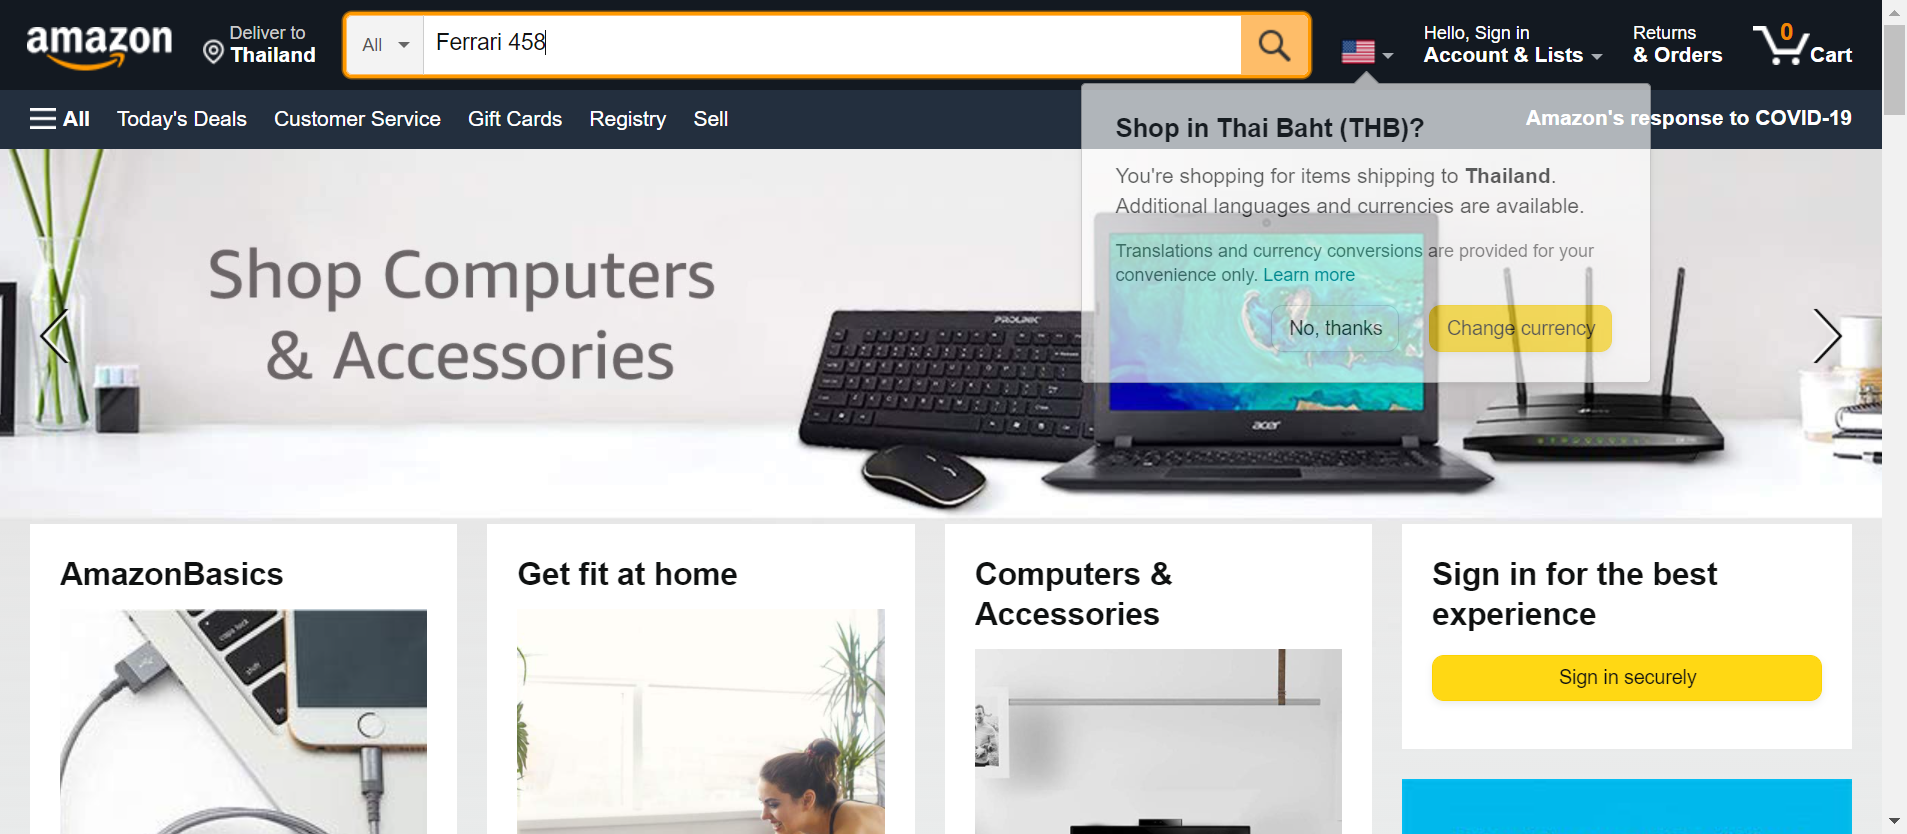 amazon
Deliver to
Thailand
All
Ferrari 458
Hello, Sign in
Account & Lists
Returns
& Orders
0
Cart
All
Today's Deals
Customer Service
Gift Cards
Registry
Sell
Amazon's response to COVID-19
Shop in Thai Baht (THB)?
You're shopping for items shipping to Thailand.
Additional languages and currencies are available.
Translations and currency conversions are provided for your
convenience only. Learn more
No, thanks
Change currency
Shop Computers
& Accessories
PROLINK
acer
AmazonBasics
caps lock
shift
Get fit at home
Computers &
Accessories
Sign in for the best
experience
Sign in securely